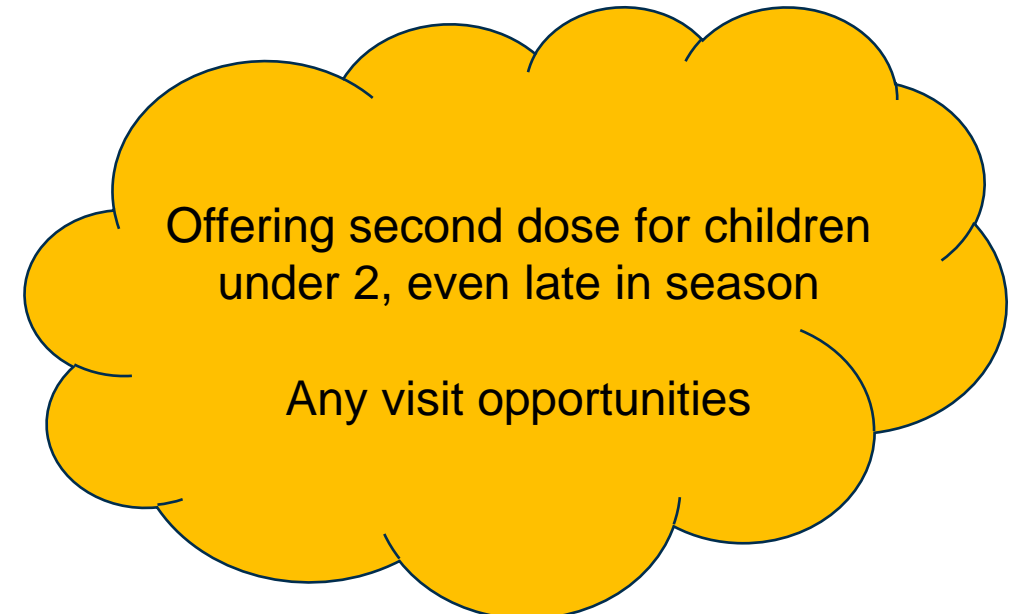 Offering second dose for children
under 2, even late in season
Any visit opportunities